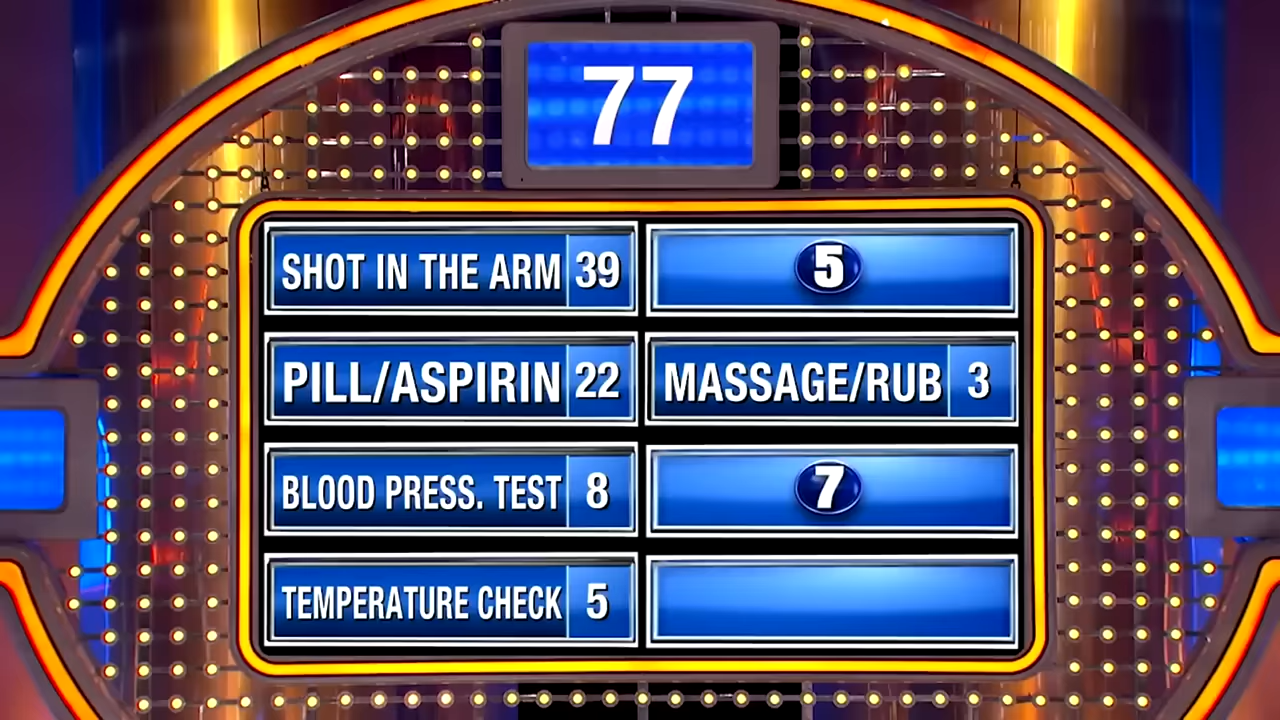 77
SHOT IN THE ARM 39
5
PILL/ASPIRIN 22
MASSAGE/RUB 3
BLOOD PRESS. TEST 8
7
TEMPERATURE CHECK 5